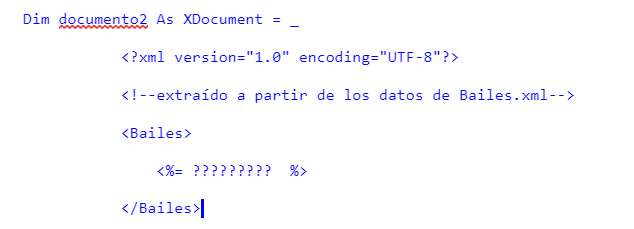 Dim documento2 As XDocument = _
<?xml version="1.0" encoding="UTF-8"?>
<!--extraído a partir de los datos de Bailes.xml-->
<Bailes>
<%= ????????? %>
</Bailes>